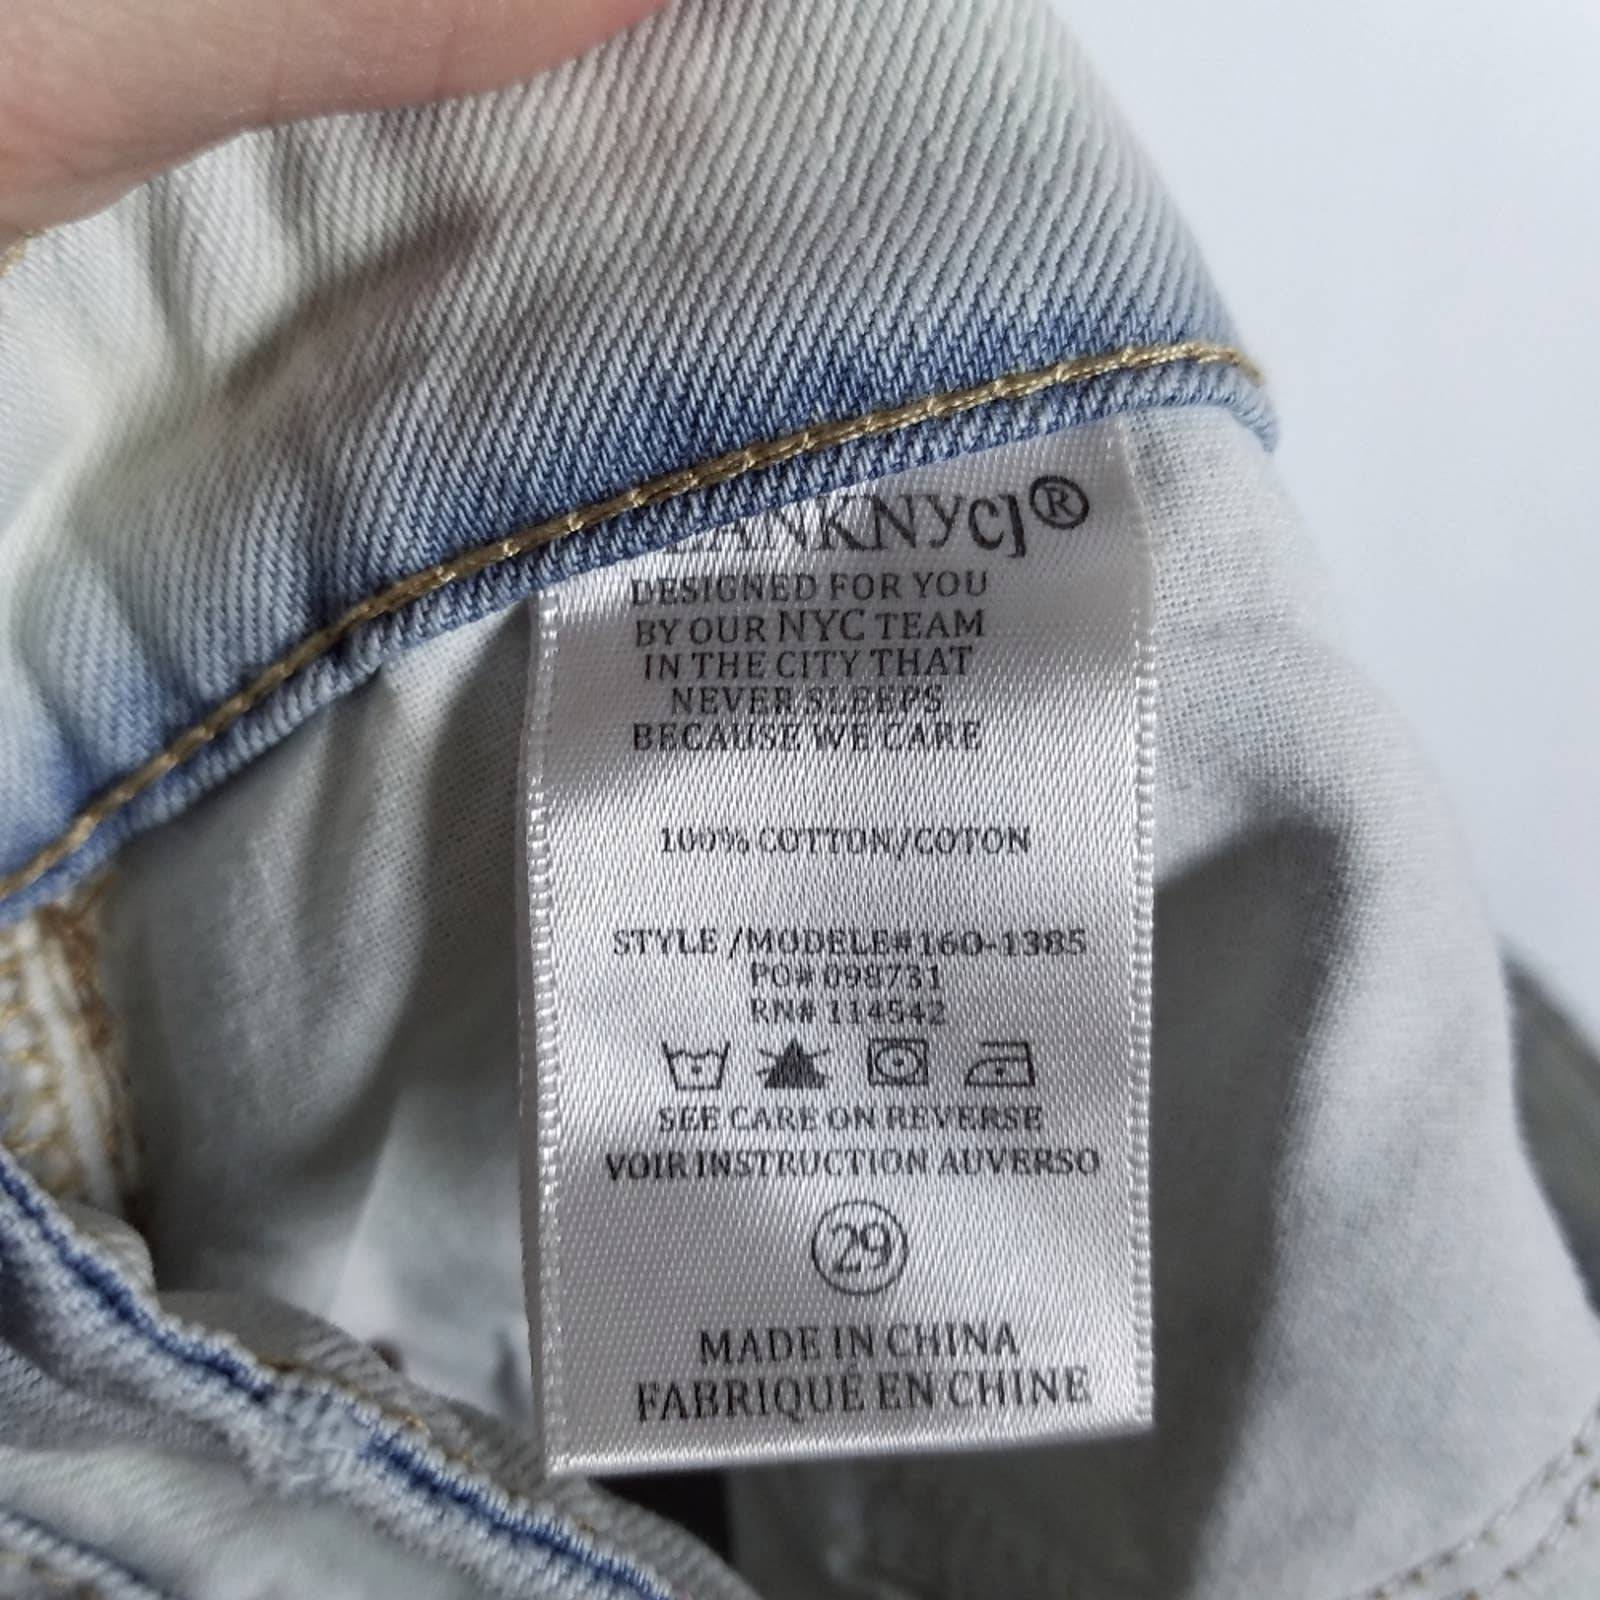 LANKNYC]®
DESIGNED FOR YOU
BY OUR NYC TEAM
IN THE CITY THAT
NEVER SLEEPS
BECAUSE WE CARE
100% COTTON/COTON
STYLE /MODELE#160-1385
PO# 098731
RN# 114542
SEE CARE ON REVERSE
VOIR INSTRUCTION AUVERSO
29
MADE IN CHINA
FABRIQUÉ EN CHINE